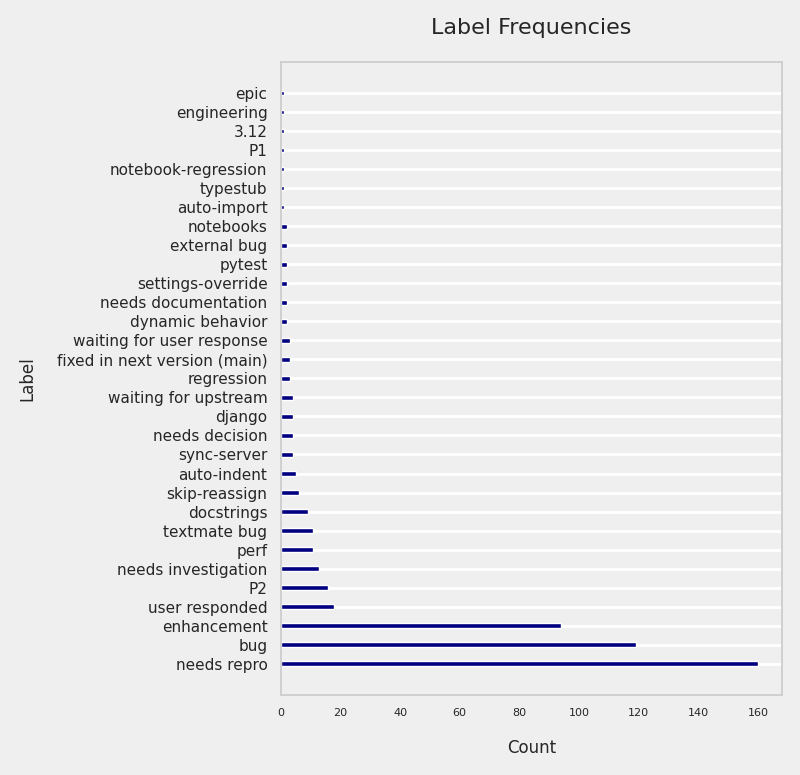 Label Frequencies
epic
engineering
3.12
P1
notebook-regression
typestub
auto-import
notebooks
external bug
pytest
settings-override
needs documentation
dynamic behavior
waiting for user response
fixed in next version (main)
regression
waiting for upstream
django
needs decision
sync-server
auto-indent
skip-reassign
docstrings
textmate bug
perf
needs investigation
P2
user responded
enhancement
bug
needs repro
Label
0 20 40 60 80 100 120 140 160
Count